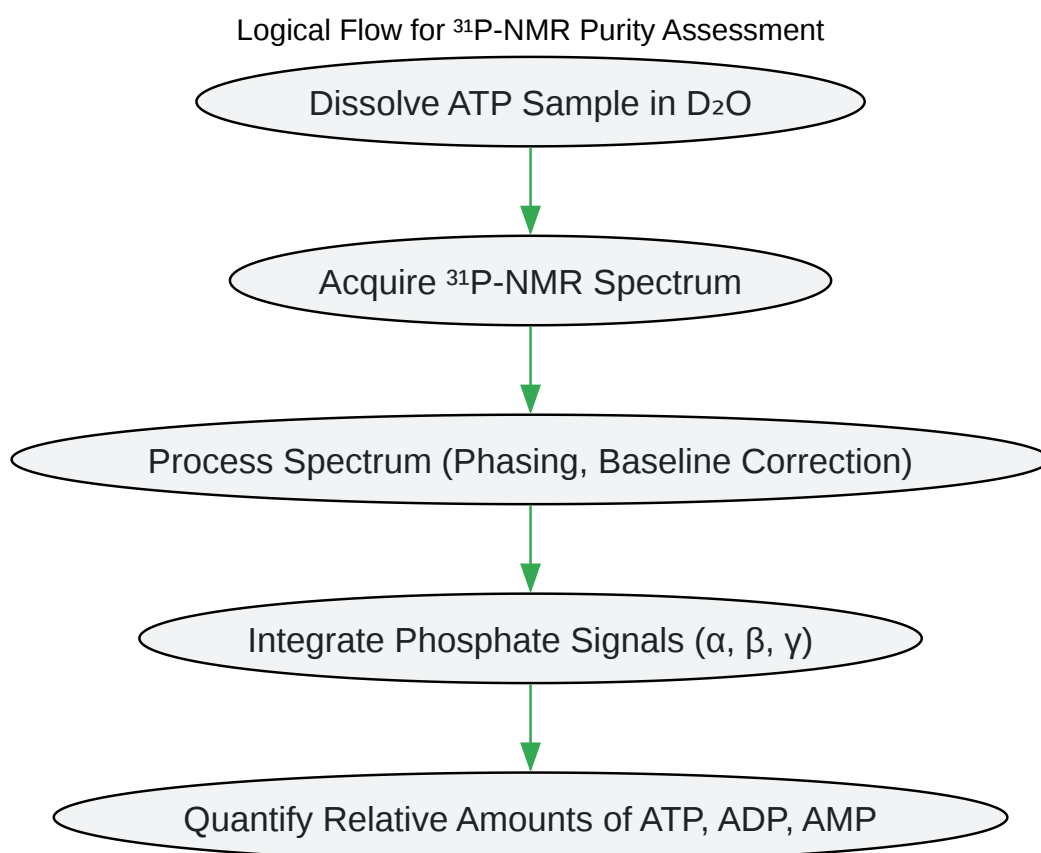 Logical Flow for ³¹P-NMR Purity Assessment
Dissolve ATP Sample in D₂O
Acquire ³¹P-NMR Spectrum
Process Spectrum (Phasing, Baseline Correction)
Integrate Phosphate Signals (α, β, γ)
Quantify Relative Amounts of ATP, ADP, AMP